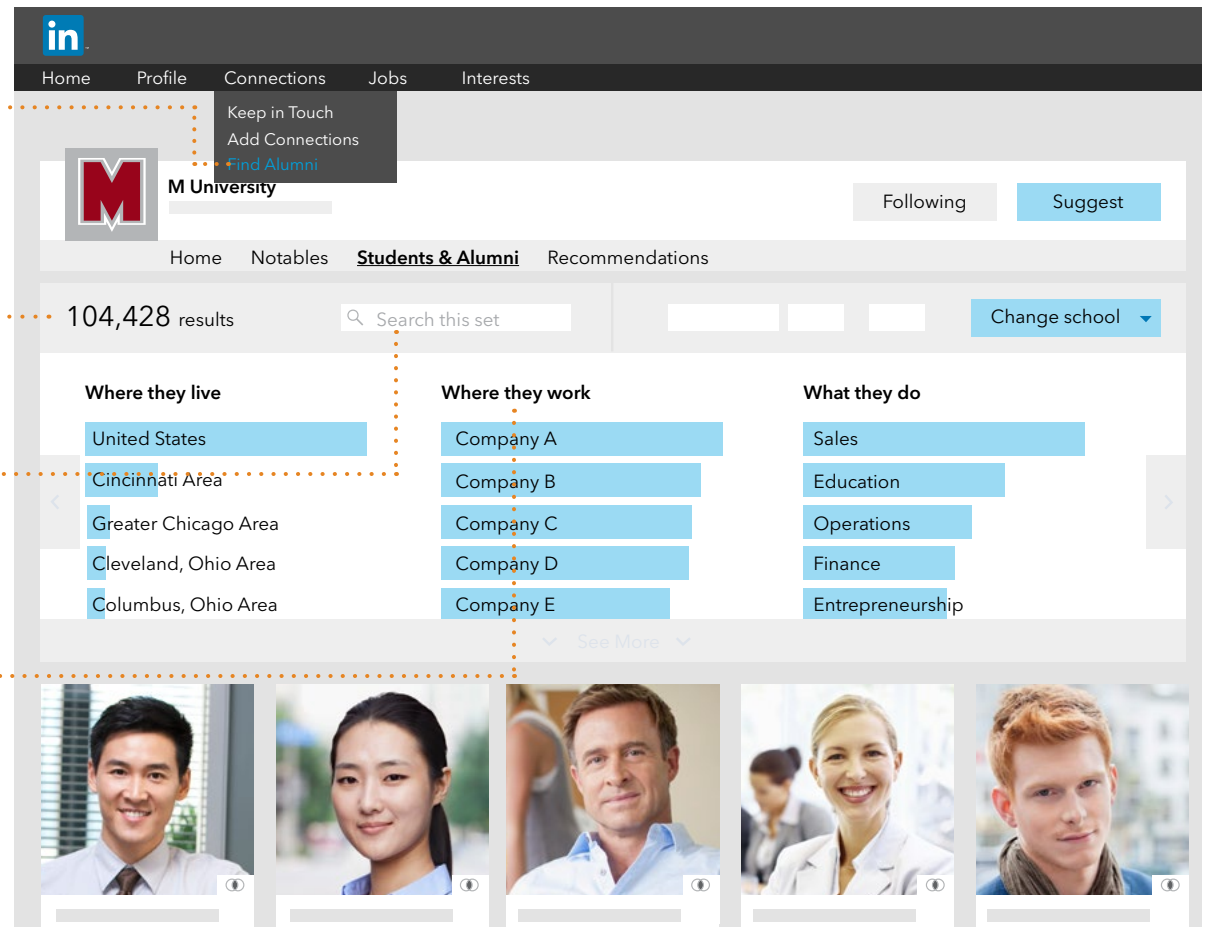 in
Home Profile Connections Jobs Interests
Keep in Touch
Add Connections
Find Alumni
M
M University
Following Suggest
Home Notables Students & Alumni Recommendations
104,428 results Search this set Change school
Where they live Where they work What they do
United States Company A Sales
Cincinnati Area Company B Education
Greater Chicago Area Company C Operations
Cleveland, Ohio Area Company D Finance
Columbus, Ohio Area Company E Entrepreneurship
See More